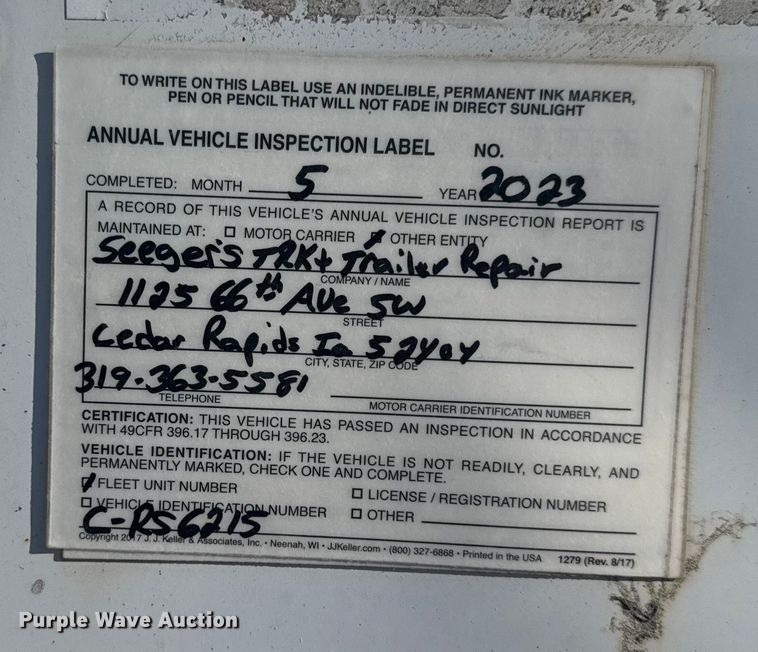 TO WRITE ON THIS LABEL USE AN INDELIBLE, PERMANENT INK MARKER,
PEN OR PENCIL THAT WILL NOT FADE IN DIRECT SUNLIGHT
ANNUAL VEHICLE INSPECTION LABEL NO.
COMPLETED: MONTH 5 YEAR 2023
A RECORD OF THIS VEHICLE'S ANNUAL VEHICLE INSPECTION REPORT IS
MAINTAINED AT: ☐ MOTOR CARRIER ☑ OTHER ENTITY
Seeger's TRK + Trailer Repair
COMPANY / NAME
1125 66th Ave SW
STREET
Cedar Rapids Ia 52404
CITY, STATE, ZIP CODE
319-363-5581
TELEPHONE MOTOR CARRIER IDENTIFICATION NUMBER
CERTIFICATION: THIS VEHICLE HAS PASSED AN INSPECTION IN ACCORDANCE
WITH 49CFR 396.17 THROUGH 396.23.
VEHICLE IDENTIFICATION: IF THE VEHICLE IS NOT READILY, CLEARLY, AND
PERMANENTLY MARKED, CHECK ONE AND COMPLETE.
☑ FLEET UNIT NUMBER ☐ LICENSE / REGISTRATION NUMBER
☐ VEHICLE IDENTIFICATION NUMBER ☐ OTHER
C-RS6215
Copyright 2017 J. J. Keller & Associates, Inc. • Neenah, WI • JJKeller.com • (800) 327-6868 • Printed in the USA 1279 (Rev. 8/17)
Purple Wave Auction